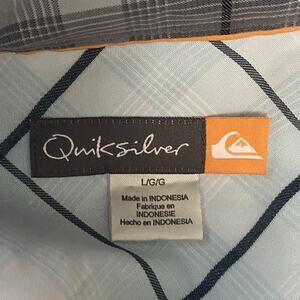 Quiksilver
L/G/G
Made in INDONESIA
Fabriqué en
INDONESIE
Hecho en INDONESIA